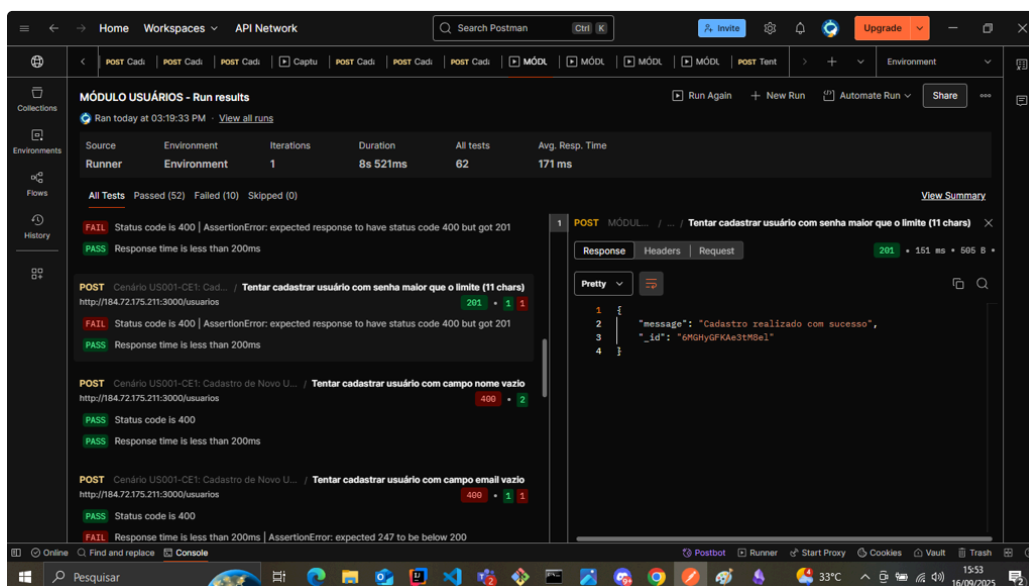 Home Workspaces API Network Search Postman Ctrl K Invite Upgrade
POST Cad POST Cad POST Cad Captu POST Cad POST Cad POST Cad MÓDU MÓDU MÓDU MÓDU POST Tent Environment
Collections
Environments
Flows
History
MÓDULO USUÁRIOS - Run results
Run Again + New Run Automate Run Share
Ran today at 03:19:33 PM · View all runs
Source Environment Iterations Duration All tests Avg. Resp. Time
Runner Environment 1 8s 521ms 62 171 ms
All Tests Passed (52) Failed (10) Skipped (0) View Summary
FAIL Status code is 400 | AssertionError: expected response to have status code 400 but got 201
PASS Response time is less than 200ms
POST Cenário US001-CE1: Cad... / Tentar cadastrar usuário com senha maior que o limite (11 chars)
http://184.72.175.211:3000/usuarios 201 • 1 1
FAIL Status code is 400 | AssertionError: expected response to have status code 400 but got 201
PASS Response time is less than 200ms
POST Cenário US001-CE1: Cadastro de Novo U... / Tentar cadastrar usuário com campo nome vazio
http://184.72.175.211:3000/usuarios 400 • 2
PASS Status code is 400
PASS Response time is less than 200ms
POST Cenário US001-CE1: Cadastro de Novo U... / Tentar cadastrar usuário com campo email vazio
http://184.72.175.211:3000/usuarios 400 • 1 1
PASS Status code is 400
FAIL Response time is less than 200ms | AssertionError: expected 247 to be below 200
1 POST MÓDUL... / ... / Tentar cadastrar usuário com senha maior que o limite (11 chars)
Response Headers Request 201 • 151 ms • 505 B •
Pretty
1 {
2 "message": "Cadastro realizado com sucesso",
3 "_id": "6MGHyGFKAe3tM8el"
4 }
Online Find and replace Console Postbot Runner Start Proxy Cookies Vault Trash
Pesquisar 33°C 15:53
16/09/2025